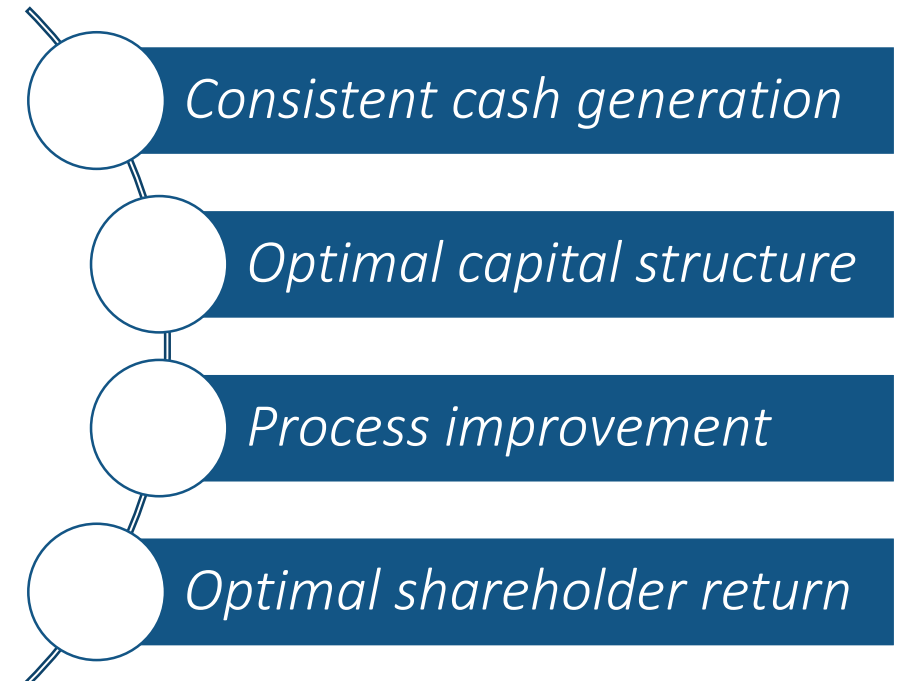 Consistent cash generation
Optimal capital structure
Process improvement
Optimal shareholder return